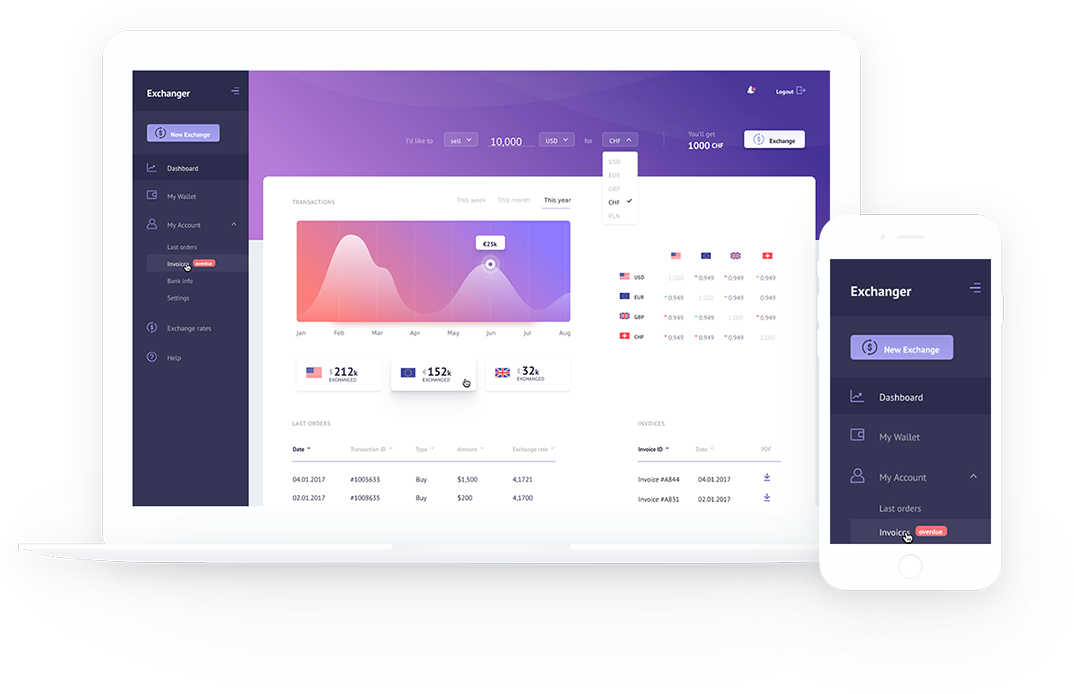 Exchanger
New Exchange
Dashboard
My Wallet
My Account
Last orders
Invoices overdue
Bank info
Settings
Exchange rates
Help
Logout
I'd like to sell 10,000 USD for CHF
You'll get
1000 CHF
Exchange
USD
EUR
GBP
CHF
PLN
TRANSACTIONS
This week This month This year
€25k
Jan Feb Mar Apr May Jun Jul Aug
$212k
EXCHANGED
€152k
EXCHANGED
£32k
EXCHANGED
USD 1,000 0.949 0.949 0.949
EUR 0.949 1,000 0.949 0.949
GBP 0.949 0.949 1,000 0.949
CHF 0.949 0.949 0.949 1,000
LAST ORDERS
Date Transaction ID Type Amount Exchange rate
04.01.2017 #1005633 Buy $1,500 4,1721
02.01.2017 #1008635 Buy $200 4,1700
INVOICES
Invoice ID Date PDF
Invoice #A844 04.01.2017
Invoice #A831 02.01.2017
Exchanger
New Exchange
Dashboard
My Wallet
My Account
Last orders
Invoices overdue